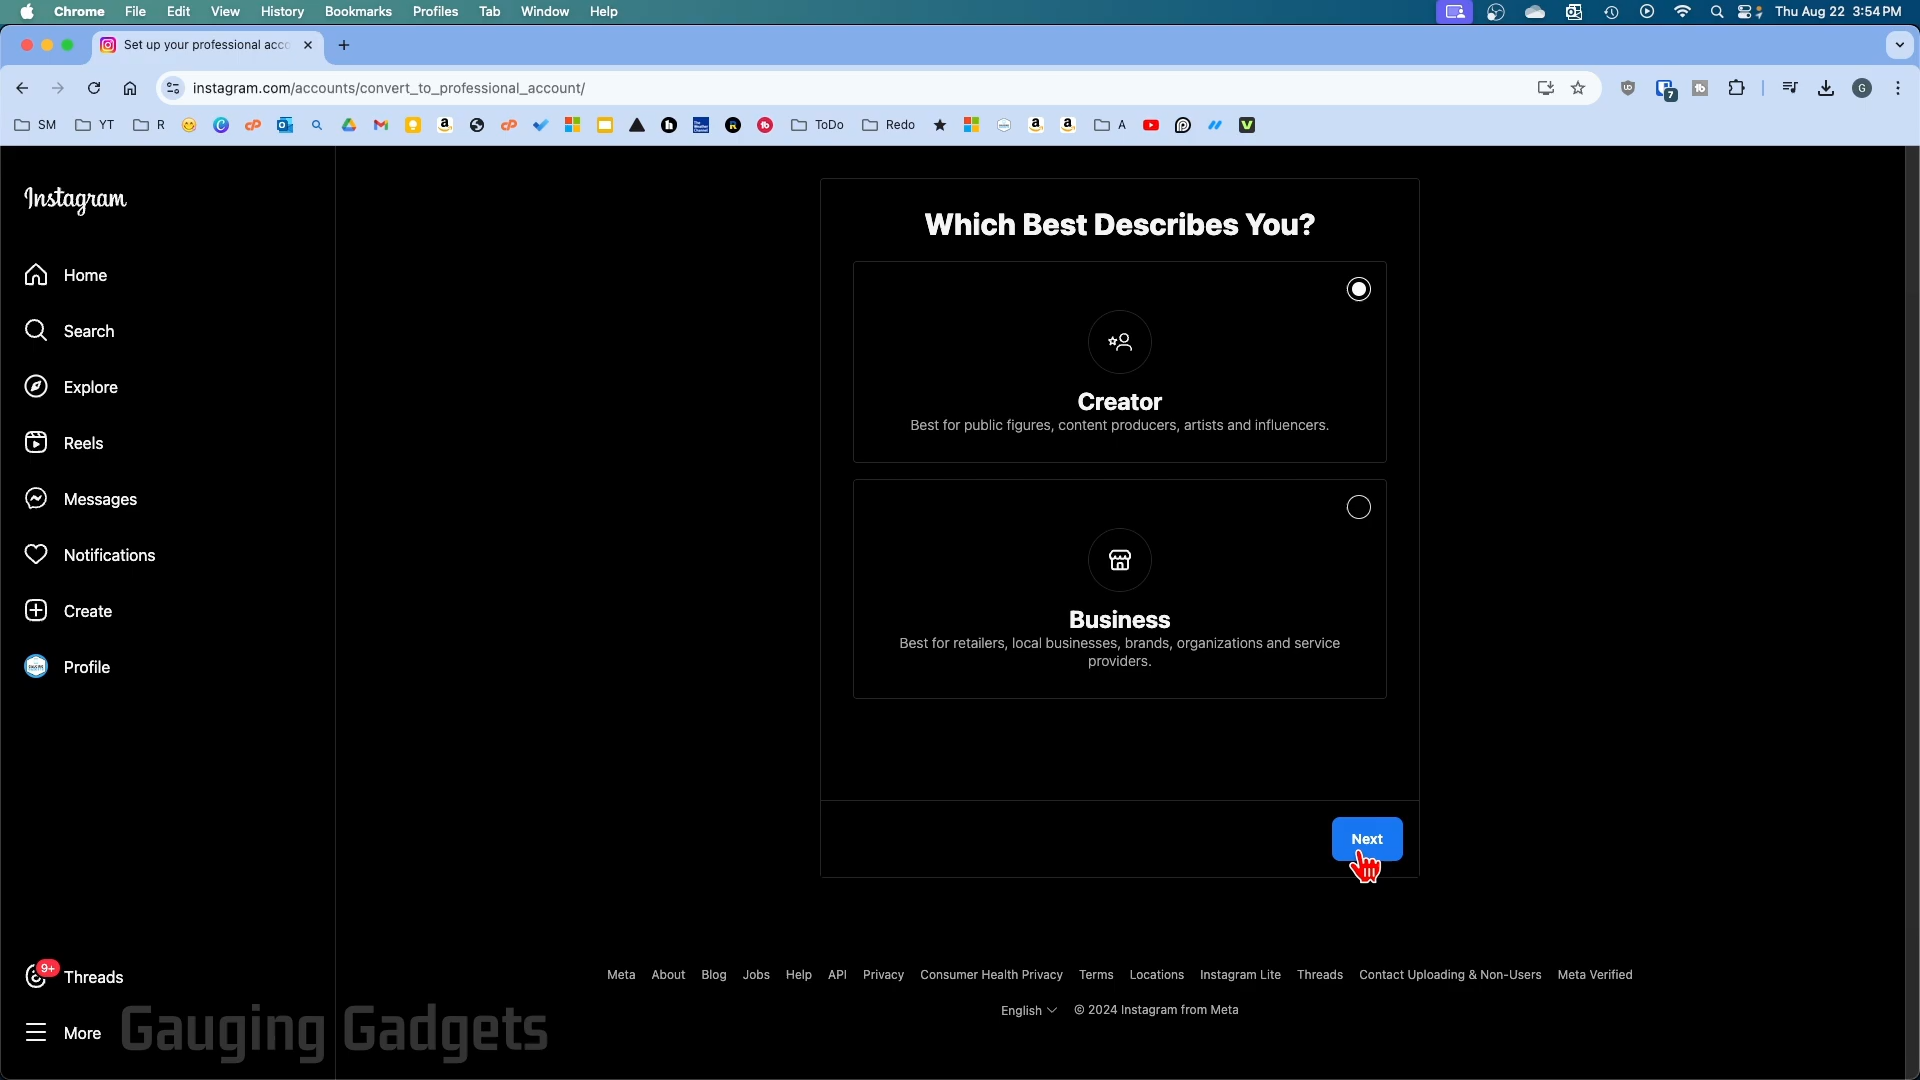 Chrome File Edit View History Bookmarks Profiles Tab Window Help Thu Aug 22 3:54 PM
Set up your professional acc
instagram.com/accounts/convert_to_professional_account/
SM YT R ToDo Redo A
Instagram
Which Best Describes You?
Home
Search
Explore
Reels
Messages
Notifications
Create
Profile
Creator
Best for public figures, content producers, artists and influencers.
Business
Best for retailers, local businesses, brands, organizations and service
providers.
Next
9+
Threads
More
Meta About Blog Jobs Help API Privacy Consumer Health Privacy Terms Locations Instagram Lite Threads Contact Uploading & Non-Users Meta Verified
English © 2024 Instagram from Meta
Gauging Gadgets